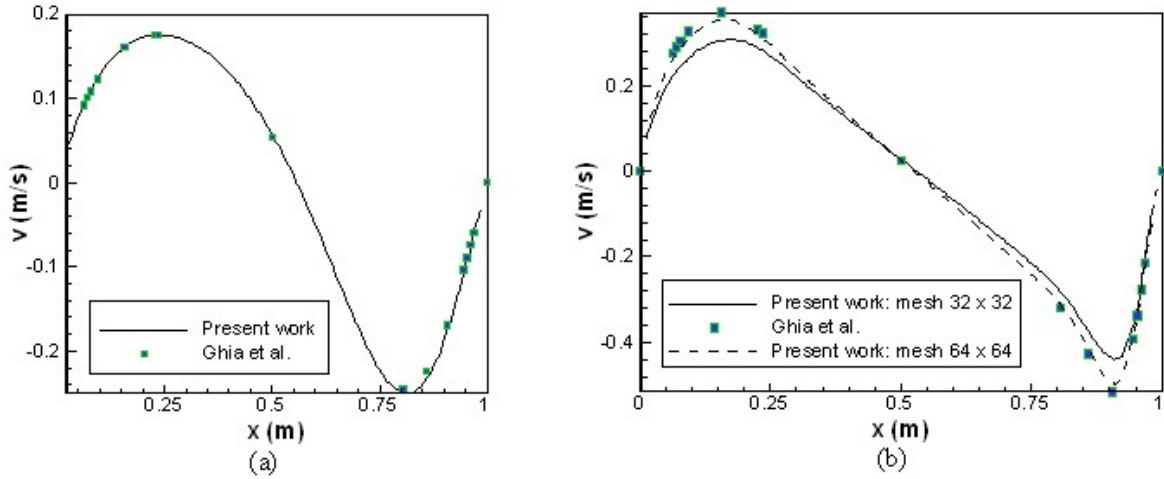 0.2
0.1
0
-0.1
-0.2
v (m/s)
Present work
Ghia et al.
0.25
0.5
0.75
1
x (m)
(a)
0.2
0
-0.2
-0.4
v (m/s)
Present work: mesh 32 x 32
Ghia et al.
Present work: mesh 64 x 64
0
0.25
0.5
0.75
1
x (m)
(b)